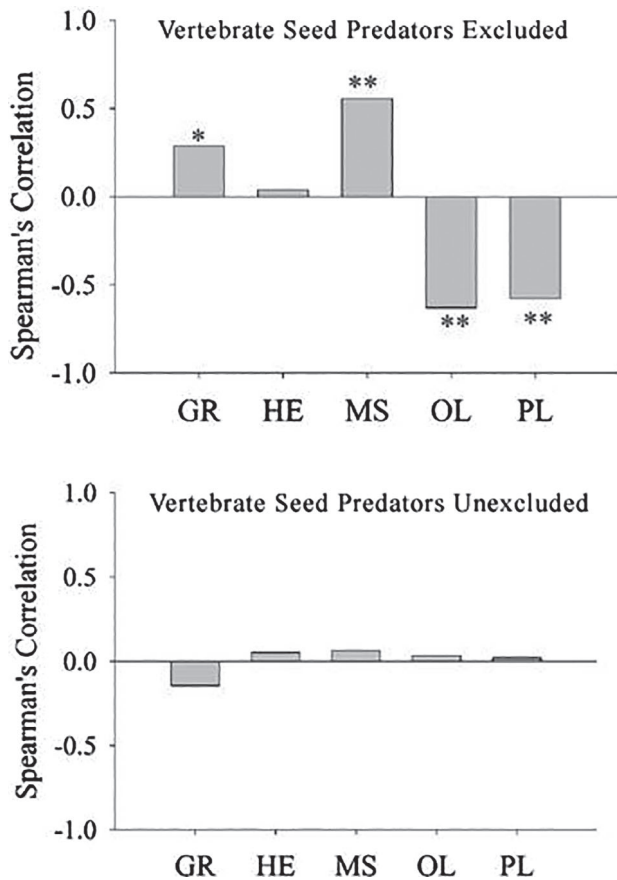 Vertebrate Seed Predators Excluded
Spearman's Correlation
1.0
0.5
0.0
-0.5
-1.0
*
**
**
**
GR HE MS OL PL
Vertebrate Seed Predators Unexcluded
Spearman's Correlation
1.0
0.5
0.0
-0.5
-1.0
GR HE MS OL PL